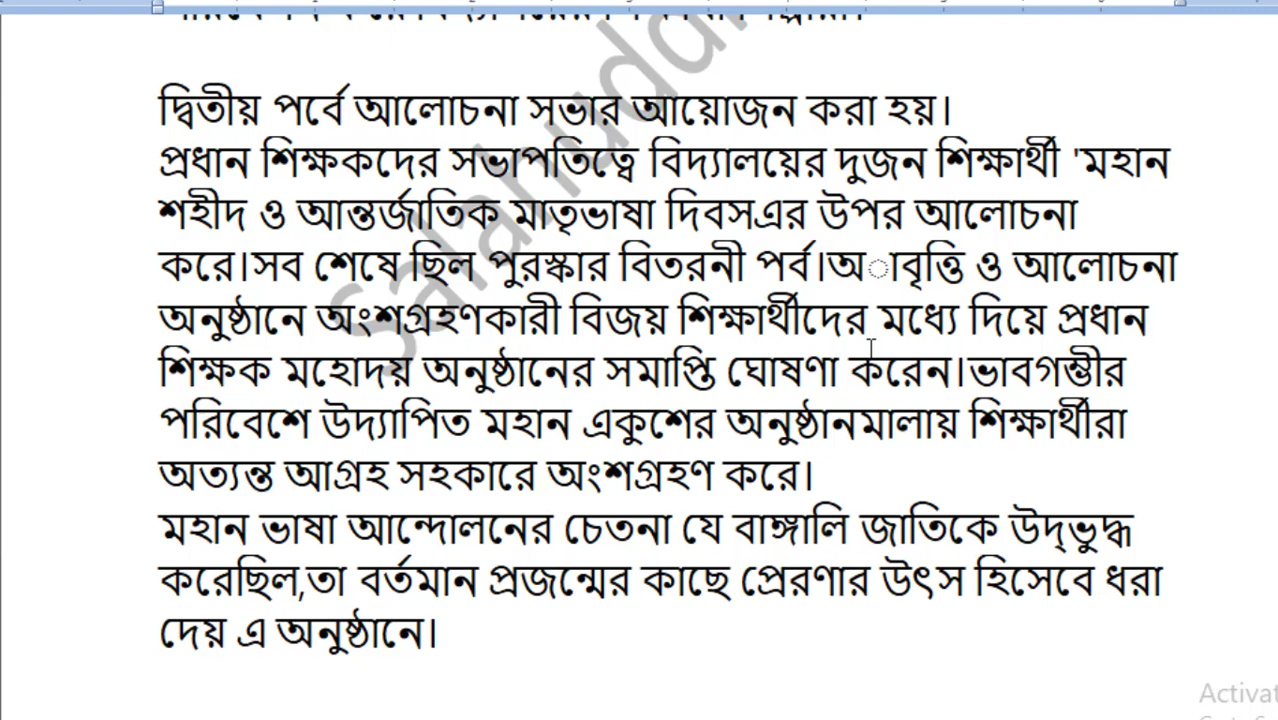 দ্বিতীয় পর্বে আলোচনা সভার আয়োজন করা হয়।
প্রধান শিক্ষকদের সভাপতিত্বে বিদ্যালয়ের দুজন শিক্ষার্থী 'মহান
শহীদ ও আন্তর্জাতিক মাতৃভাষা দিবসএর উপর আলোচনা
করে।সব শেষে ছিল পুরস্কার বিতরনী পর্ব।অাবৃত্তি ও আলোচনা
অনুষ্ঠানে অংশগ্রহণকারী বিজয় শিক্ষার্থীদের মধ্যে দিয়ে প্রধান
শিক্ষক মহোদয় অনুষ্ঠানের সমাপ্তি ঘোষণা করেন।ভাবগম্ভীর
পরিবেশে উদ্যাপিত মহান একুশের অনুষ্ঠানমালায় শিক্ষার্থীরা
অত্যন্ত আগ্রহ সহকারে অংশগ্রহণ করে।
মহান ভাষা আন্দোলনের চেতনা যে বাঙ্গালি জাতিকে উদ্ভুদ্ধ
করেছিল,তা বর্তমান প্রজন্মের কাছে প্রেরণার উৎস হিসেবে ধরা
দেয় এ অনুষ্ঠানে।
Salahuddi
Activat